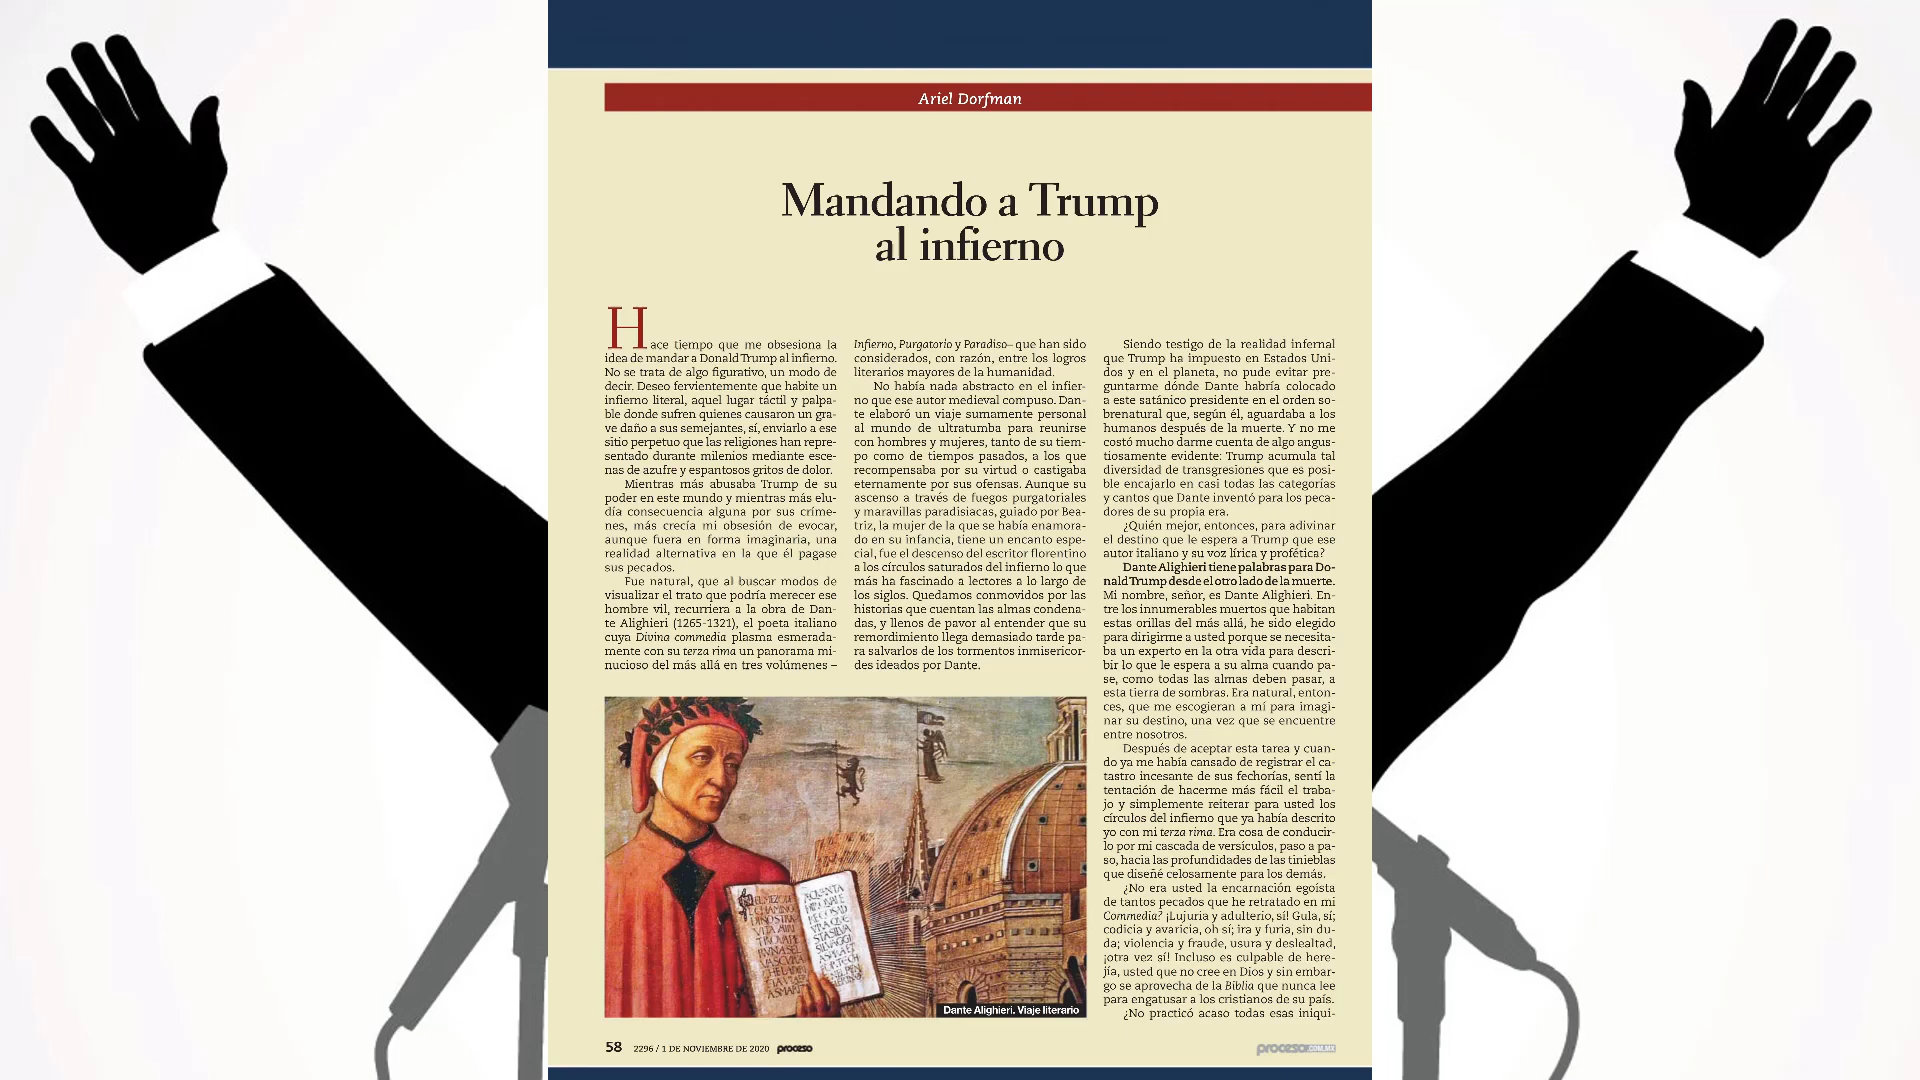 Ariel Dorfman
Mandando a Trump
al infierno
Hace tiempo que me obsesiona la
idea de mandar a Donald Trump al infierno.
No se trata de algo figurativo, un modo de
decir. Deseo fervientemente que habite un
infierno literal, aquel lugar táctil y palpa-
ble donde sufren quienes causaron un gra-
ve daño a sus semejantes, sí, enviarlo a ese
sitio perpetuo que las religiones han repre-
sentado durante milenios mediante esce-
nas de azufre y espantosos gritos de dolor.
Mientras más abusaba Trump de su
poder en este mundo y mientras más elu-
día consecuencia alguna por sus críme-
nes, más crecía mi obsesión de evocar,
aunque fuera en forma imaginaria, una
realidad alternativa en la que él pagase
sus pecados.
Fue natural, que al buscar modos de
visualizar el trato que podría merecer ese
hombre vil, recurriera a la obra de Dan-
te Alighieri (1265-1321), el poeta italiano
cuya Divina commedia plasma esmerada-
mente con su terza rima un panorama mi-
nucioso del más allá en tres volúmenes –
Infierno, Purgatorio y Paradiso– que han sido
considerados, con razón, entre los logros
literarios mayores de la humanidad.
No había nada abstracto en el infier-
no que ese autor medieval compuso. Dan-
te elaboró un viaje sumamente personal
al mundo de ultratumba para reunirse
con hombres y mujeres, tanto de su tiem-
po como de tiempos pasados, a los que
recompensaba por su virtud o castigaba
eternamente por sus ofensas. Aunque su
ascenso a través de fuegos purgatoriales
y maravillas paradisiacas, guiado por Bea-
triz, la mujer de la que se había enamora-
do en su infancia, tiene un encanto espe-
cial, fue el descenso del escritor florentino
a los círculos saturados del infierno lo que
más ha fascinado a lectores a lo largo de
los siglos. Quedamos conmovidos por las
historias que cuentan las almas condena-
das, y llenos de pavor al entender que su
remordimiento llega demasiado tarde pa-
ra salvarlos de los tormentos inmisericor-
des ideados por Dante.
Siendo testigo de la realidad infernal
que Trump ha impuesto en Estados Uni-
dos y en el planeta, no pude evitar pre-
guntarme dónde Dante habría colocado
a este satánico presidente en el orden so-
brenatural que, según él, aguardaba a los
humanos después de la muerte. Y no me
costó mucho darme cuenta de algo angus-
tiosamente evidente: Trump acumula tal
diversidad de transgresiones que es posi-
ble encajarlo en casi todas las categorías
y cantos que Dante inventó para los peca-
dores de su propia era.
¿Quién mejor, entonces, para adivinar
el destino que le espera a Trump que ese
autor italiano y su voz lírica y profética?
Dante Alighieri tiene palabras para Do-
nald Trump desde el otro lado de la muerte.
Mi nombre, señor, es Dante Alighieri. En-
tre los innumerables muertos que habitan
estas orillas del más allá, he sido elegido
para dirigirme a usted porque se necesita-
ba un experto en la otra vida para descri-
bir lo que le espera a su alma cuando pa-
se, como todas las almas deben pasar, a
esta tierra de sombras. Era natural, enton-
ces, que me escogieran a mí para imagi-
nar su destino, una vez que se encuentre
entre nosotros.
Después de aceptar esta tarea y cuan-
do ya me había cansado de registrar el ca-
tastro incesante de sus fechorías, sentí la
tentación de hacerme más fácil el traba-
jo y simplemente reiterar para usted los
círculos del infierno que ya había descrito
yo con mi terza rima. Era cosa de conducir-
lo por mi cascada de versículos, paso a pa-
so, hacia las profundidades de las tinieblas
que diseñé celosamente para los demás.
¿No era usted la encarnación egoísta
de tantos pecados que he retratado en mi
Commedia? ¡Lujuria y adulterio, sí! Gula, sí;
codicia y avaricia, oh sí; ira y furia, sin du-
da; violencia y fraude, usura y deslealtad,
¡otra vez sí! Incluso es culpable de here-
jía, usted que no cree en Dios y sin embar-
go se aprovecha de la Biblia que nunca lee
para engatusar a los cristianos de su país.
¿No practicó acaso todas esas iniqui-
Dante Alighieri. Viaje literario
58 2296 / 1 DE NOVIEMBRE DE 2020 proceso
proceso.COM.MX